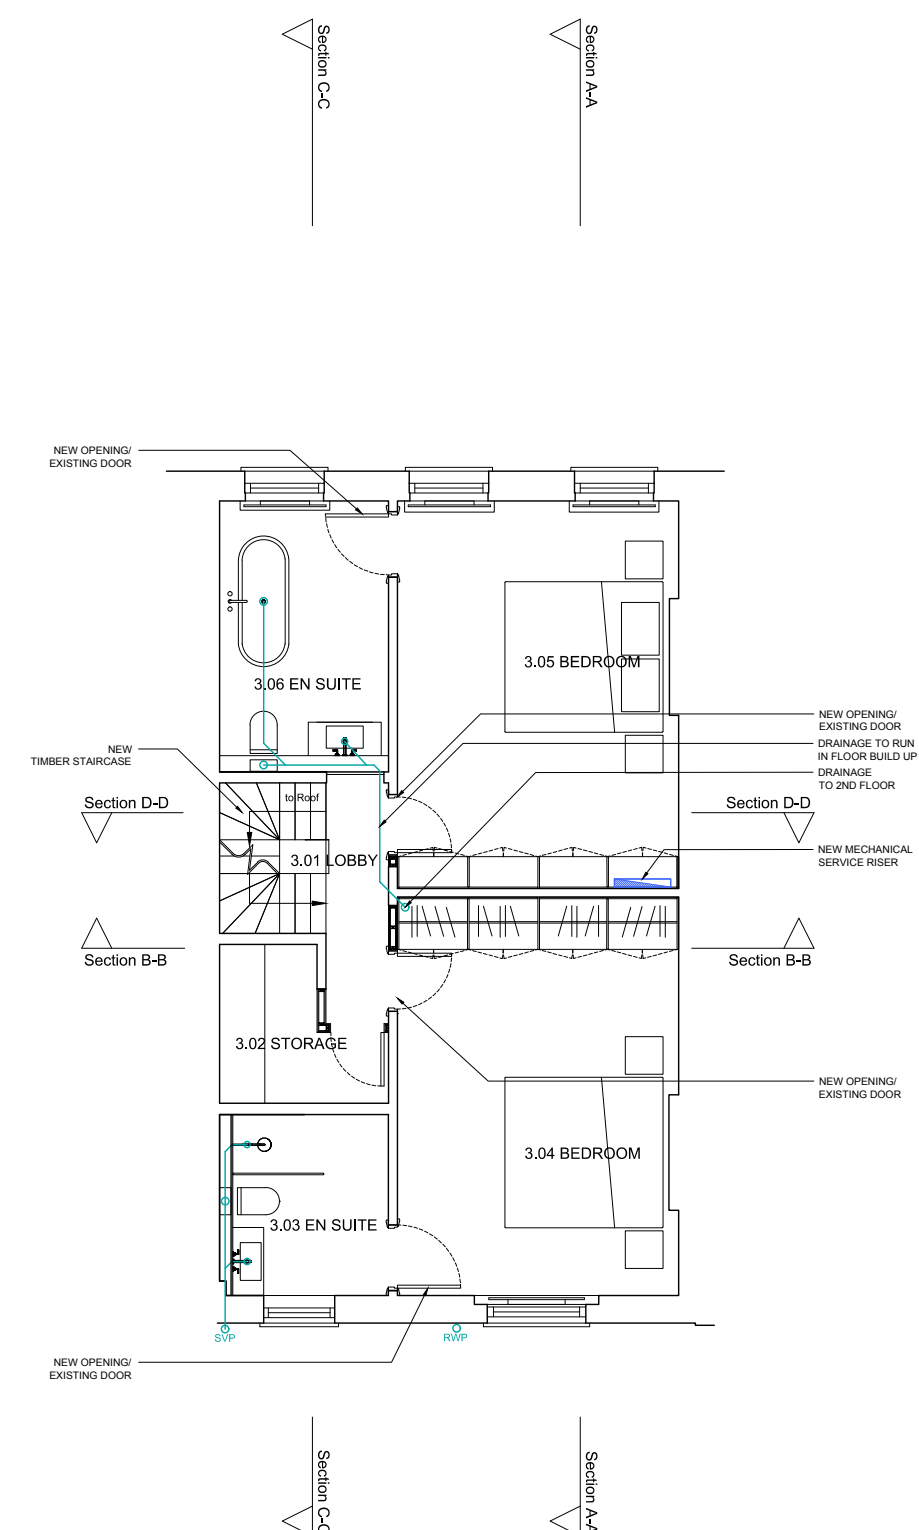 Section C-C
Section A-A
NEW OPENING/
EXISTING DOOR
3.05 BEDROOM
3.06 EN SUITE
NEW OPENING/
EXISTING DOOR
NEW
TIMBER STAIRCASE
DRAINAGE TO RUN
IN FLOOR BUILD UP
DRAINAGE
TO 2ND FLOOR
to Roof
Section D-D
Section D-D
3.01 LOBBY
NEW MECHANICAL
SERVICE RISER
Section B-B
Section B-B
3.02 STORAGE
NEW OPENING/
EXISTING DOOR
3.04 BEDROOM
3.03 EN SUITE
SVP
RWP
NEW OPENING/
EXISTING DOOR
Section C-C
Section A-A